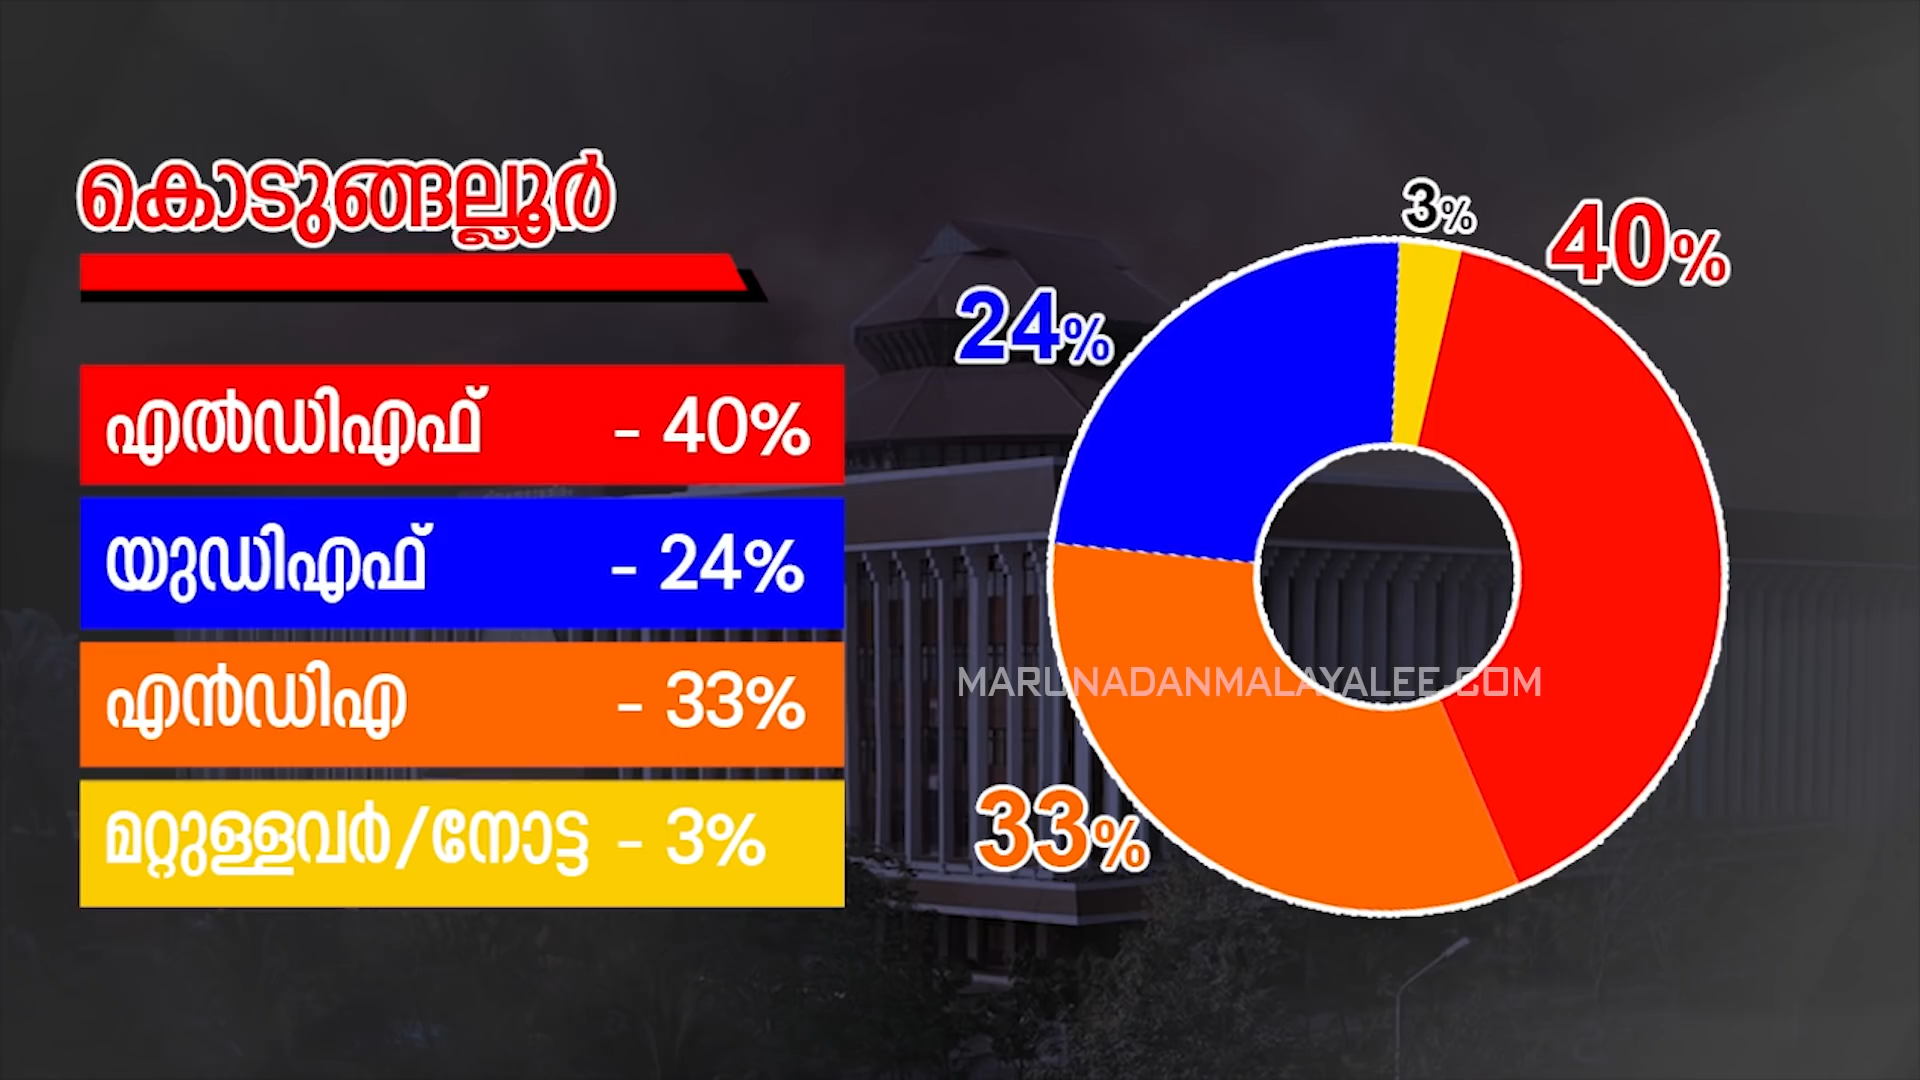 കൊടുങ്ങല്ലൂർ
എൽഡിഎഫ് - 40%
യുഡിഎഫ് - 24%
എൻഡിഎ - 33%
മറ്റുള്ളവർ/നോട്ട - 3%
3%
40%
24%
33%
MARUNADANMALAYALEE.COM